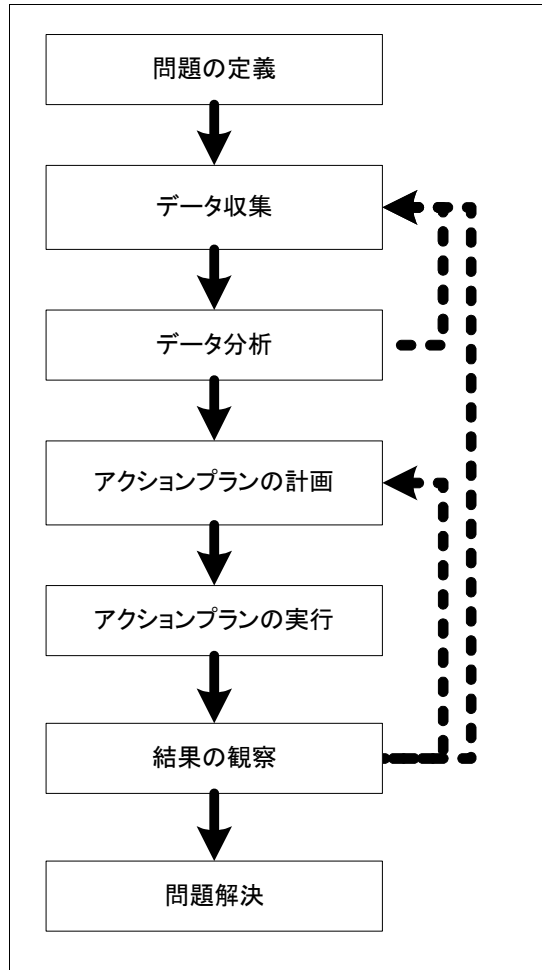 問題の定義
データ収集
データ分析
アクションプランの計画
アクションプランの実行
結果の観察
問題解決